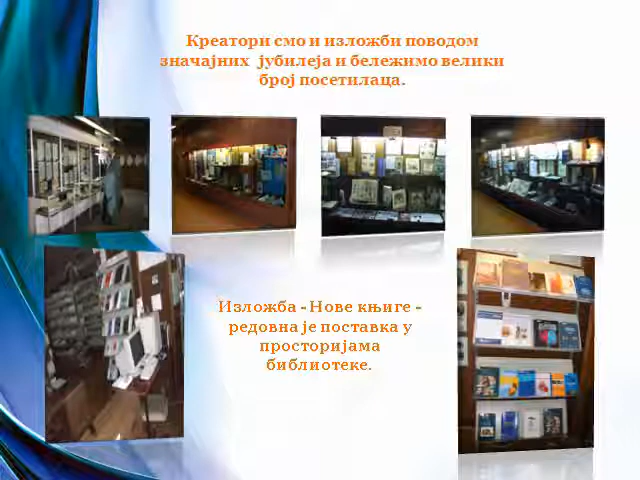 Креатори смо и изложби поводом
значајних јубилеја и бележимо велики
број посетилаца.
Изложба - Нове књиге -
редовна је поставка у
просторијама
библиотеке.